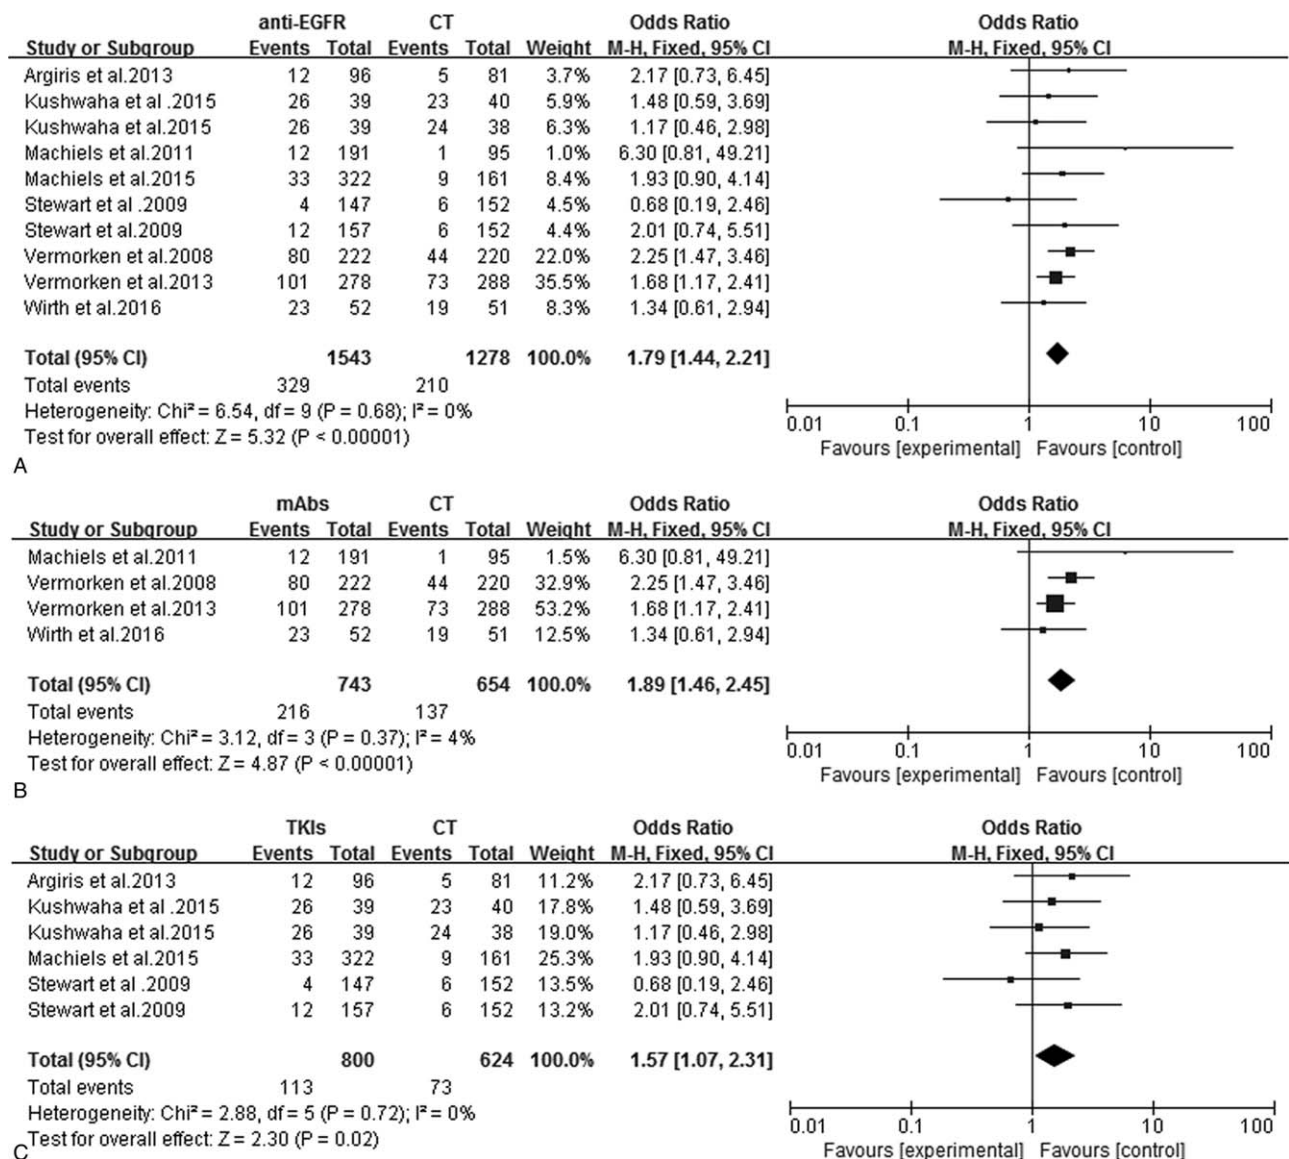 anti-EGFR CT Odds Ratio Odds Ratio
Study or Subgroup Events Total Events Total Weight M-H, Fixed, 95% CI M-H, Fixed, 95% CI
Argiris et al.2013 12 96 5 81 3.7% 2.17 [0.73, 6.45]
Kushwaha et al .2015 26 39 23 40 5.9% 1.48 [0.59, 3.69]
Kushwaha et al.2015 26 39 24 38 6.3% 1.17 [0.46, 2.98]
Machiels et al.2011 12 191 1 95 1.0% 6.30 [0.81, 49.21]
Machiels et al.2015 33 322 9 161 8.4% 1.93 [0.90, 4.14]
Stewart et al .2009 4 147 6 152 4.5% 0.68 [0.19, 2.46]
Stewart et al.2009 12 157 6 152 4.4% 2.01 [0.74, 5.51]
Vermorken et al.2008 80 222 44 220 22.0% 2.25 [1.47, 3.46]
Vermorken et al.2013 101 278 73 288 35.5% 1.68 [1.17, 2.41]
Wirth et al.2016 23 52 19 51 8.3% 1.34 [0.61, 2.94]
Total (95% CI) 1543 1278 100.0% 1.79 [1.44, 2.21]
Total events 329 210
Heterogeneity: Chi² = 6.54, df = 9 (P = 0.68); I² = 0%
Test for overall effect: Z = 5.32 (P < 0.00001)
0.01 0.1 1 10 100
Favours [experimental] Favours [control]
A
mAbs CT Odds Ratio Odds Ratio
Study or Subgroup Events Total Events Total Weight M-H, Fixed, 95% CI M-H, Fixed, 95% CI
Machiels et al.2011 12 191 1 95 1.5% 6.30 [0.81, 49.21]
Vermorken et al.2008 80 222 44 220 32.9% 2.25 [1.47, 3.46]
Vermorken et al.2013 101 278 73 288 53.2% 1.68 [1.17, 2.41]
Wirth et al.2016 23 52 19 51 12.5% 1.34 [0.61, 2.94]
Total (95% CI) 743 654 100.0% 1.89 [1.46, 2.45]
Total events 216 137
Heterogeneity: Chi² = 3.12, df = 3 (P = 0.37); I² = 4%
Test for overall effect: Z = 4.87 (P < 0.00001)
0.01 0.1 1 10 100
Favours [experimental] Favours [control]
B
TKIs CT Odds Ratio Odds Ratio
Study or Subgroup Events Total Events Total Weight M-H, Fixed, 95% CI M-H, Fixed, 95% CI
Argiris et al.2013 12 96 5 81 11.2% 2.17 [0.73, 6.45]
Kushwaha et al .2015 26 39 23 40 17.8% 1.48 [0.59, 3.69]
Kushwaha et al.2015 26 39 24 38 19.0% 1.17 [0.46, 2.98]
Machiels et al.2015 33 322 9 161 25.3% 1.93 [0.90, 4.14]
Stewart et al .2009 4 147 6 152 13.5% 0.68 [0.19, 2.46]
Stewart et al.2009 12 157 6 152 13.2% 2.01 [0.74, 5.51]
Total (95% CI) 800 624 100.0% 1.57 [1.07, 2.31]
Total events 113 73
Heterogeneity: Chi² = 2.88, df = 5 (P = 0.72); I² = 0%
Test for overall effect: Z = 2.30 (P = 0.02)
0.01 0.1 1 10 100
Favours [experimental] Favours [control]
C